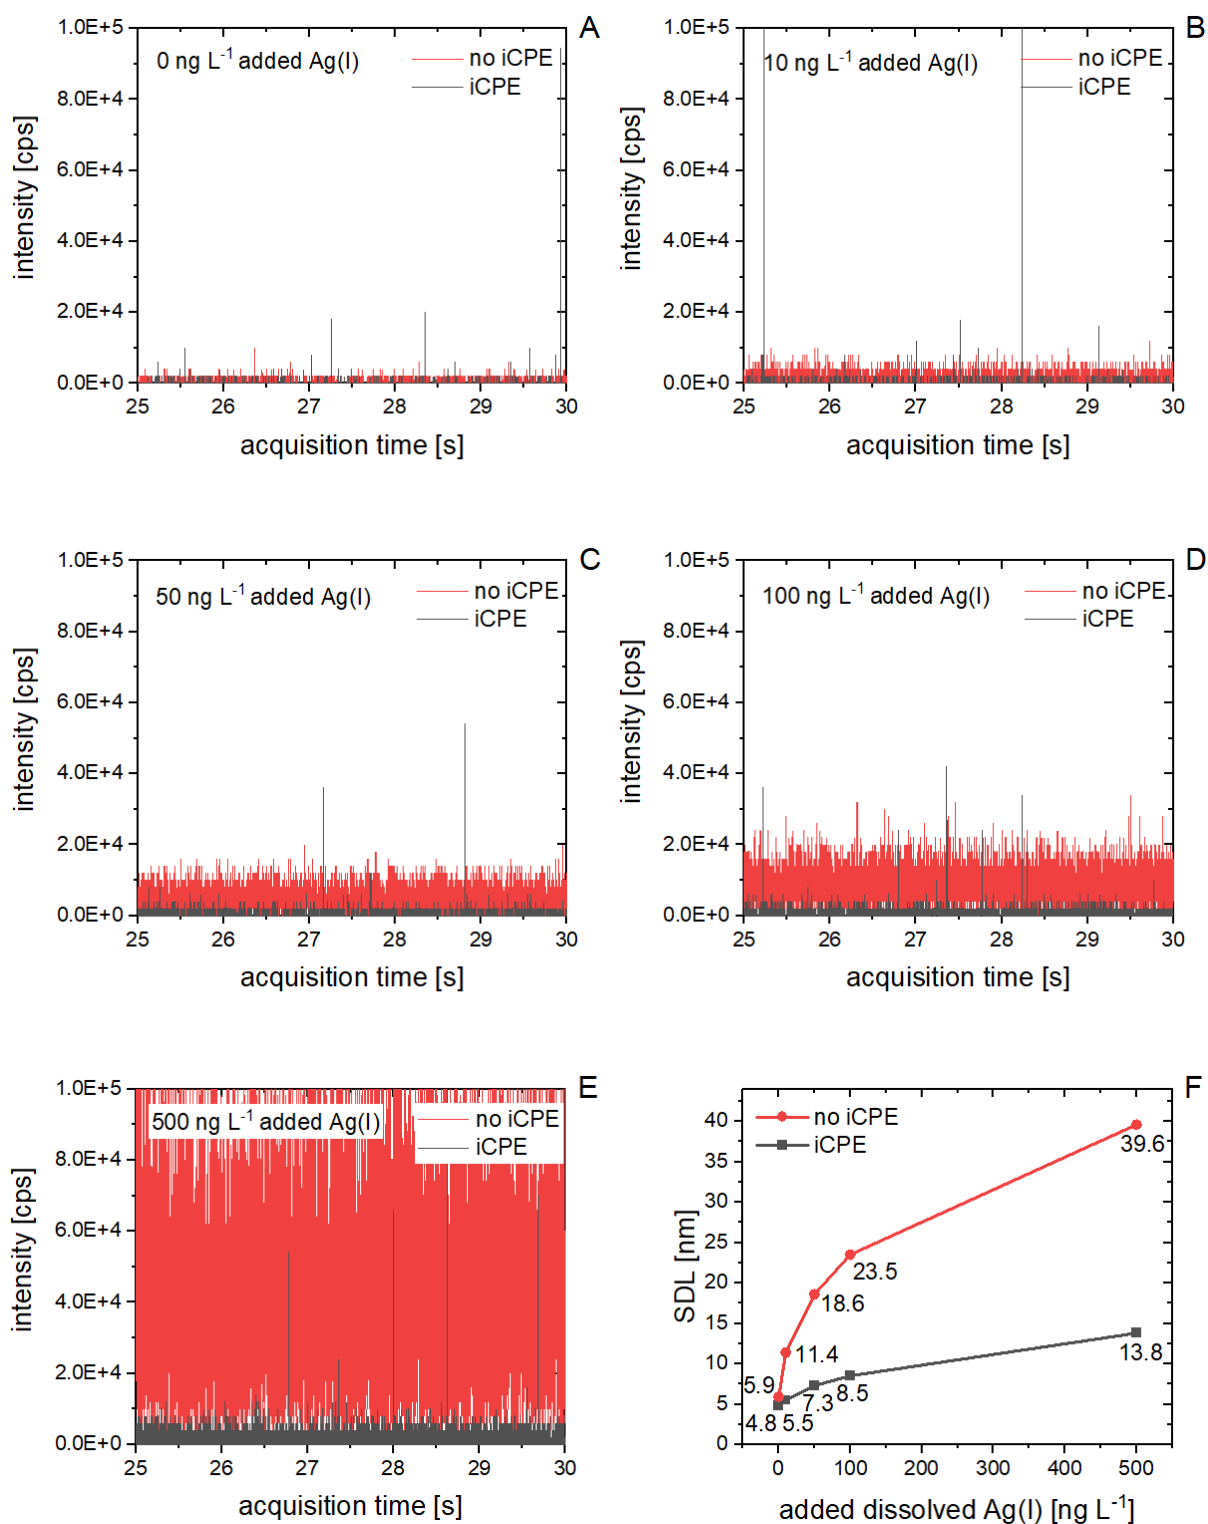 A
0 ng L⁻¹ added Ag(I)
no iCPE
iCPE
1.0E+5
8.0E+4
6.0E+4
4.0E+4
2.0E+4
0.0E+0
intensity [cps]
25 26 27 28 29 30
acquisition time [s]
B
10 ng L⁻¹ added Ag(I)
no iCPE
iCPE
1.0E+5
8.0E+4
6.0E+4
4.0E+4
2.0E+4
0.0E+0
intensity [cps]
25 26 27 28 29 30
acquisition time [s]
C
50 ng L⁻¹ added Ag(I)
no iCPE
iCPE
1.0E+5
8.0E+4
6.0E+4
4.0E+4
2.0E+4
0.0E+0
intensity [cps]
25 26 27 28 29 30
acquisition time [s]
D
100 ng L⁻¹ added Ag(I)
no iCPE
iCPE
1.0E+5
8.0E+4
6.0E+4
4.0E+4
2.0E+4
0.0E+0
intensity [cps]
25 26 27 28 29 30
acquisition time [s]
E
500 ng L⁻¹ added Ag(I)
no iCPE
iCPE
1.0E+5
8.0E+4
6.0E+4
4.0E+4
2.0E+4
0.0E+0
intensity [cps]
25 26 27 28 29 30
acquisition time [s]
F
no iCPE
iCPE
40
35
30
25
20
15
10
5
0
SDL [nm]
39.6
23.5
18.6
11.4
5.9
4.8
5.5
7.3
8.5
13.8
0 100 200 300 400 500
added dissolved Ag(I) [ng L⁻¹]